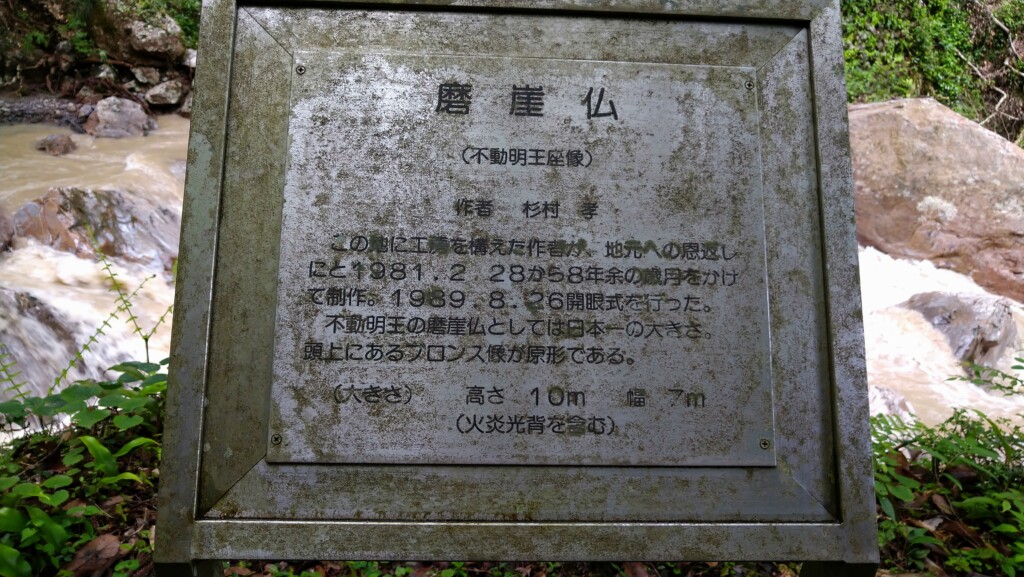 磨崖仏
(不動明王座像)
作者 杉村 孝
この地に工房を構えた作者が、地元への恩返し
にと1981.2.28から8年余の歳月をかけ
て制作。1989.8.26開眼式を行った。
不動明王の磨崖仏としては日本一の大きさ。
頭上にあるブロンズ像が原形である。
(大きさ) 高さ 10m 幅 7m
(火炎光背を含む)